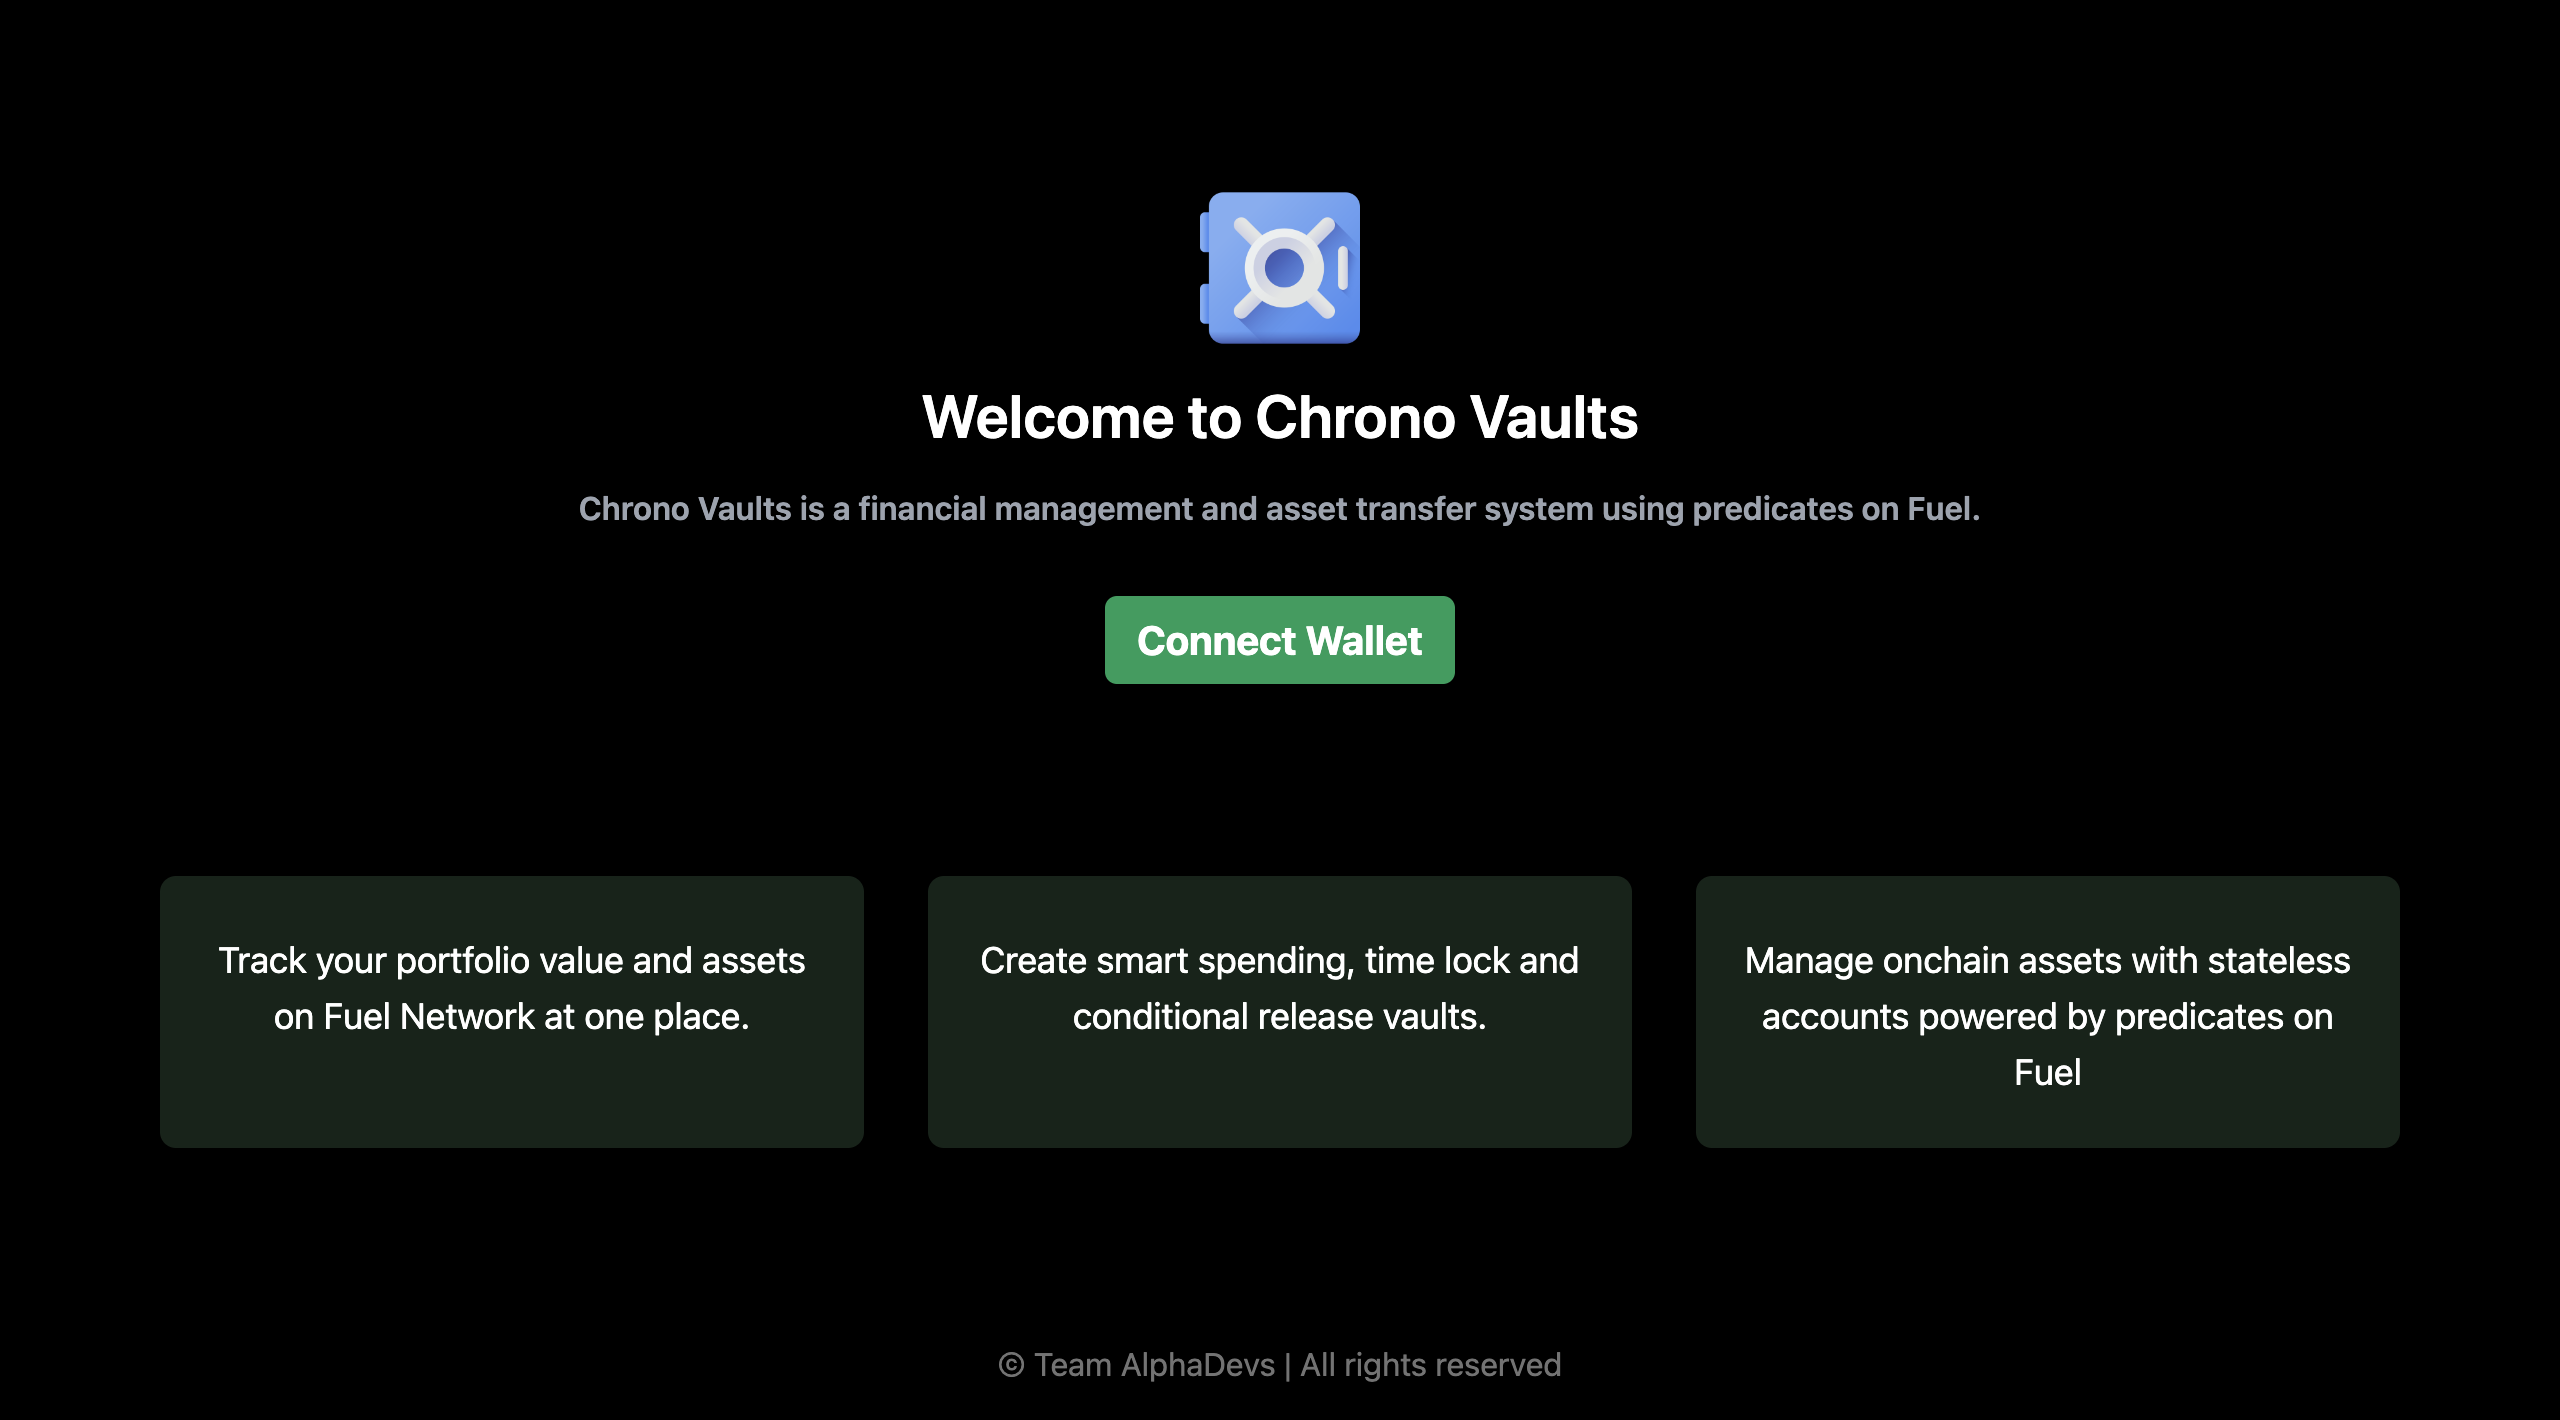 Welcome to Chrono Vaults
Chrono Vaults is a financial management and asset transfer system using predicates on Fuel.
Connect Wallet
Track your portfolio value and assets
on Fuel Network at one place.
Create smart spending, time lock and
conditional release vaults.
Manage onchain assets with stateless
accounts powered by predicates on
Fuel
© Team AlphaDevs | All rights reserved